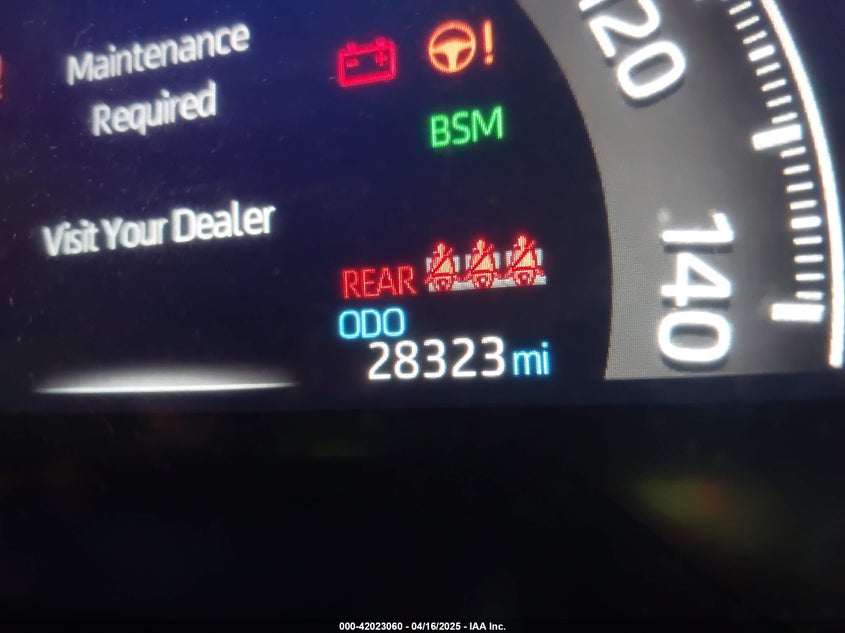 Maintenance
Required
BSM
Visit Your Dealer
REAR
ODO
28323 mi
120
140
000-42023060 - 04/16/2025 - IAA Inc.